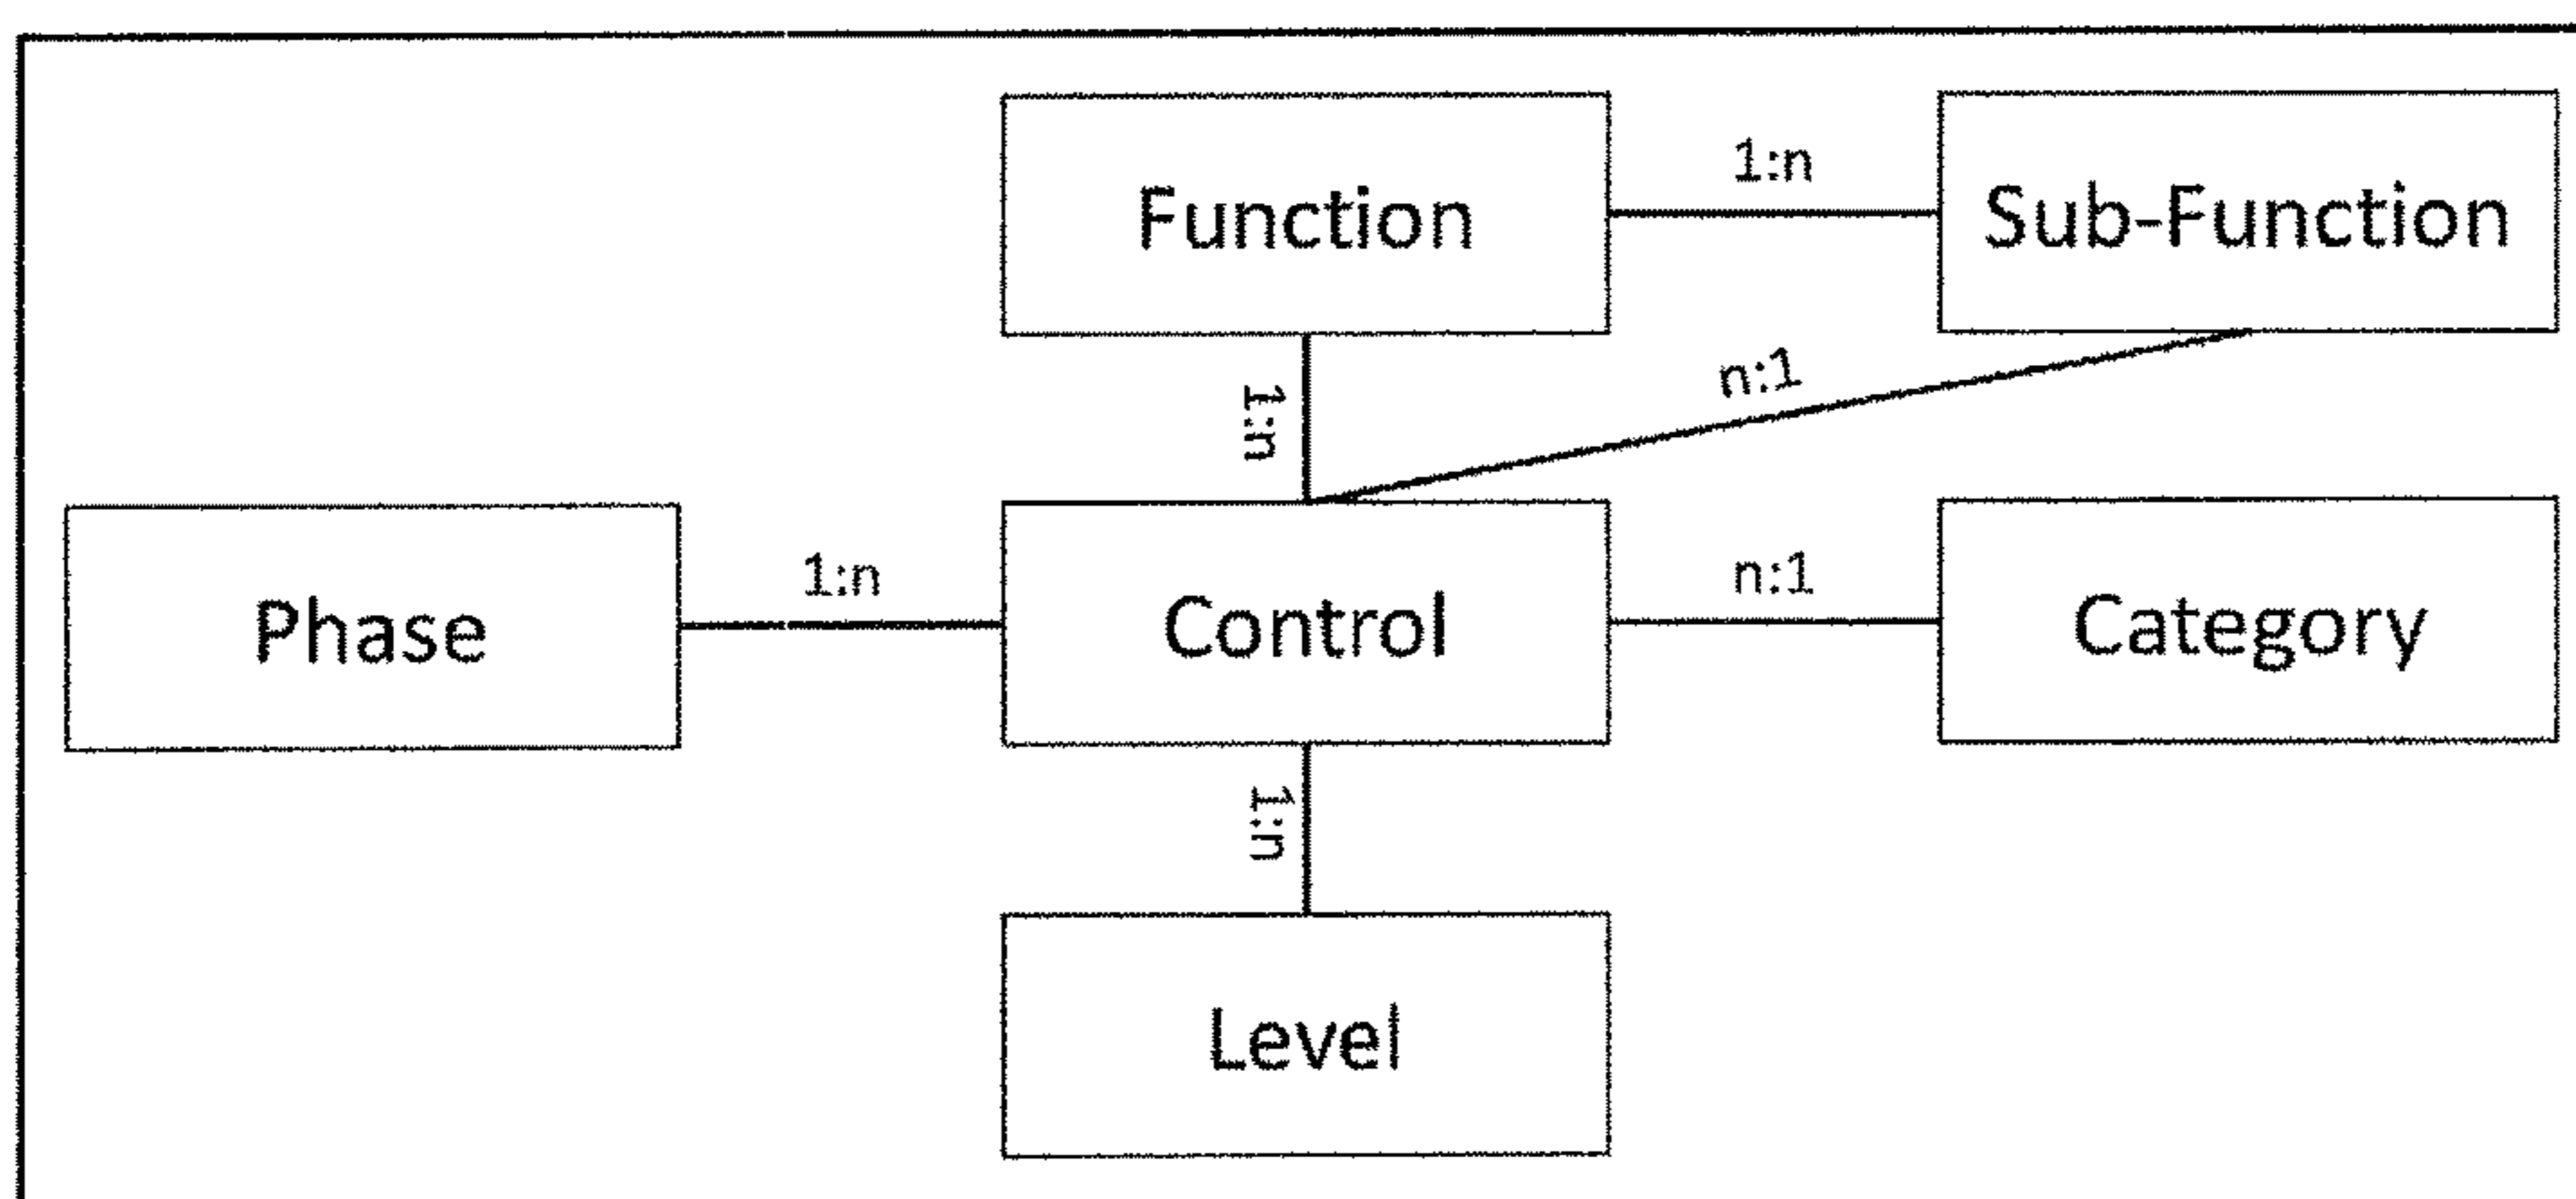 Function
1:n
Sub-Function
1:n
n:1
Phase
1:n
Control
n:1
Category
1:n
Level